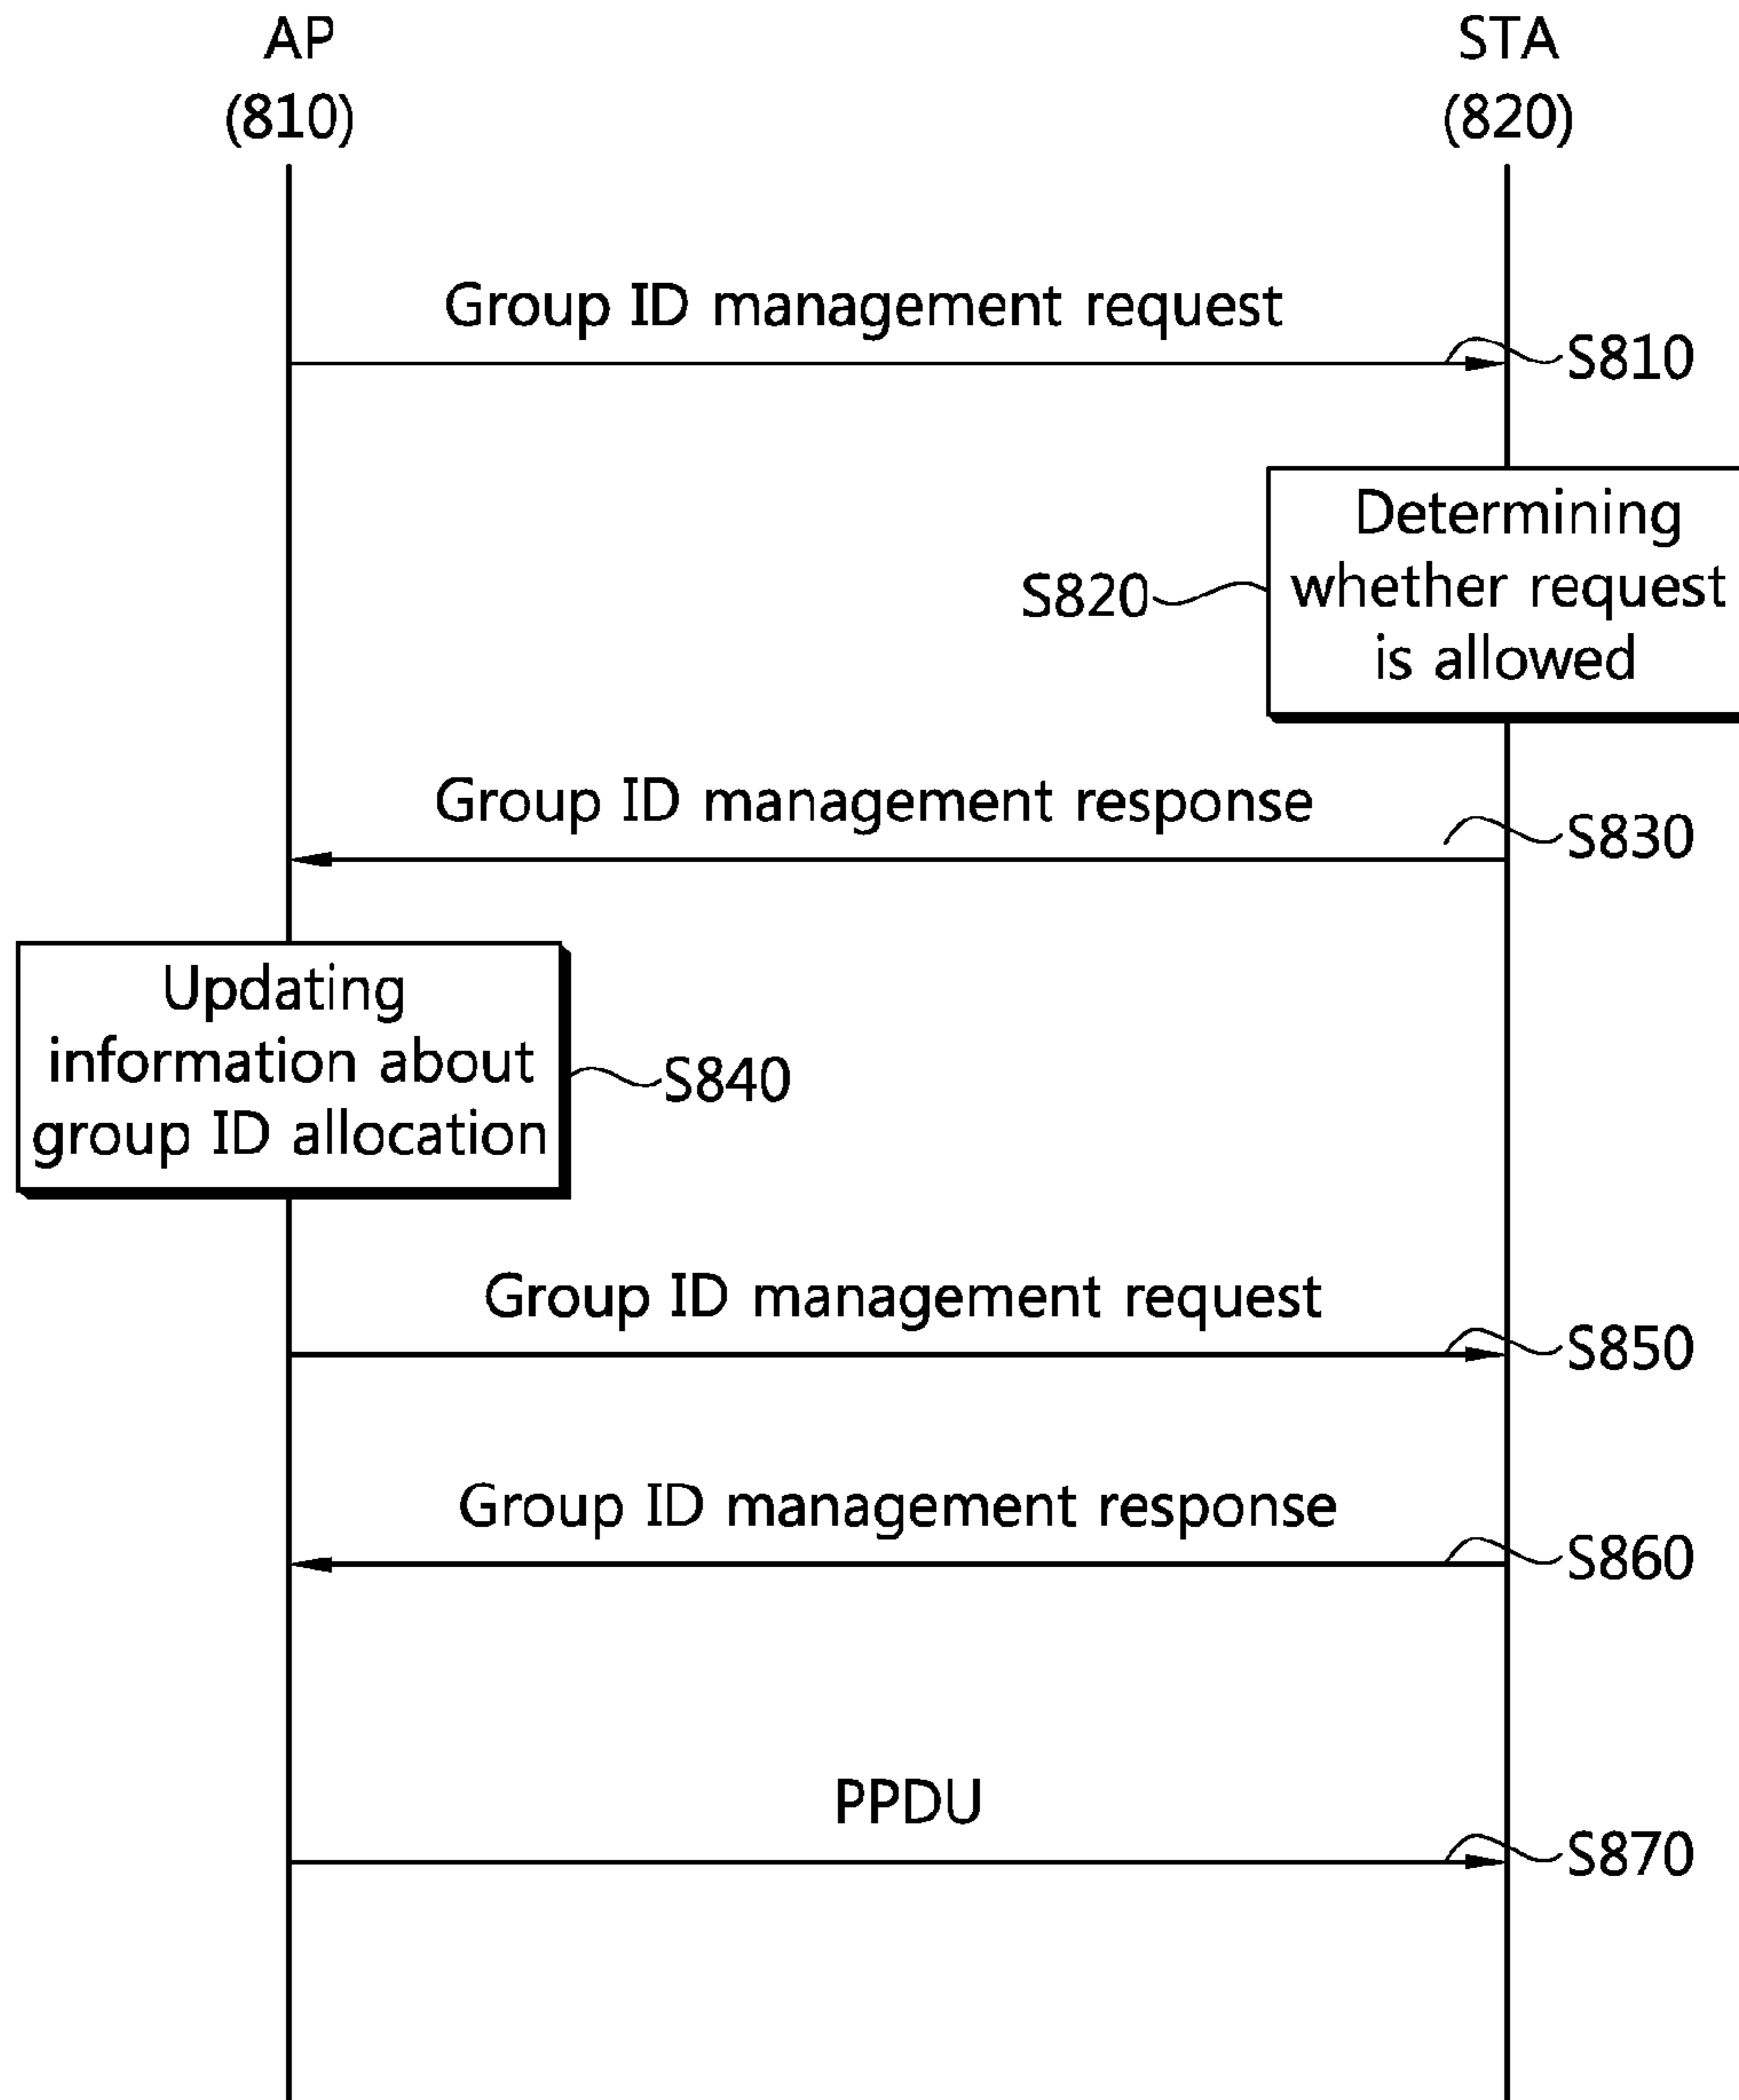 AP
(810)
STA
(820)
Group ID management request
S810
Determining
whether request
is allowed
S820
Group ID management response
S830
Updating
information about
group ID allocation
S840
Group ID management request
S850
Group ID management response
S860
PPDU
S870